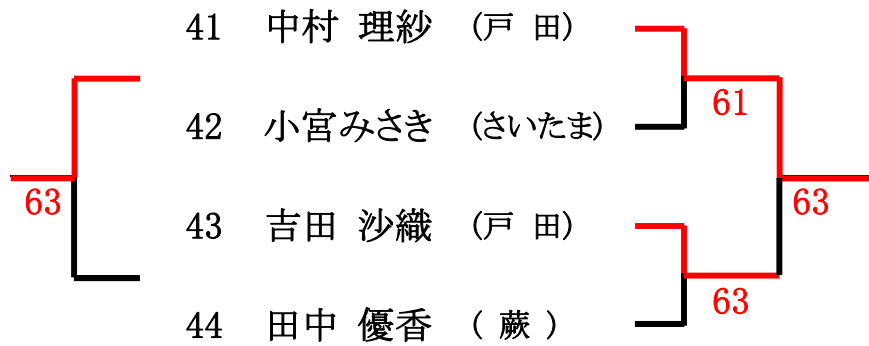 41 中村 理紗 (戸 田)
61
42 小宮みさき (さいたま)
63
63
43 吉田 沙織 (戸 田)
63
44 田中 優香 ( 蕨 )